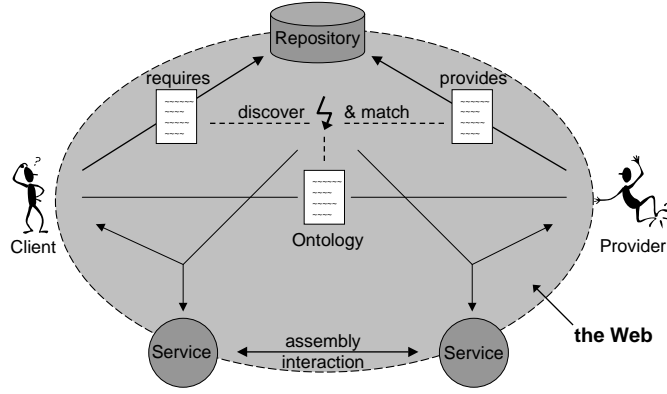 Repository
requires
provides
discover
& match
?
Client
Ontology
Provider
the Web
Service
assembly
interaction
Service